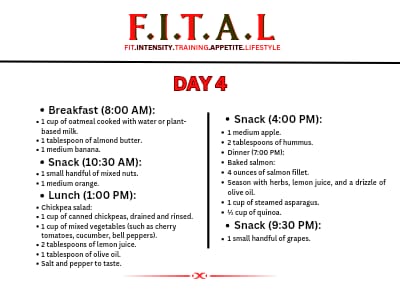 F.I.T.A.L
FIT.INTENSITY.TRAINING.APPETITE.LIFESTYLE
DAY 4
• Breakfast (8:00 AM):
• 1 cup of oatmeal cooked with water or plant-
based milk.
• 1 tablespoon of almond butter.
• 1 medium banana.
• Snack (10:30 AM):
• 1 small handful of mixed nuts.
• 1 medium orange.
• Lunch (1:00 PM):
• Chickpea salad:
• 1 cup of canned chickpeas, drained and rinsed.
• 1 cup of mixed vegetables (such as cherry
tomatoes, cucumber, bell peppers).
• 2 tablespoons of lemon juice.
• 1 tablespoon of olive oil.
• Salt and pepper to taste.
• Snack (4:00 PM):
• 1 medium apple.
• 2 tablespoons of hummus.
• Dinner (7:00 PM):
• Baked salmon:
• 4 ounces of salmon fillet.
• Season with herbs, lemon juice, and a drizzle of
olive oil.
• 1 cup of steamed asparagus.
• ½ cup of quinoa.
• Snack (9:30 PM):
• 1 small handful of grapes.